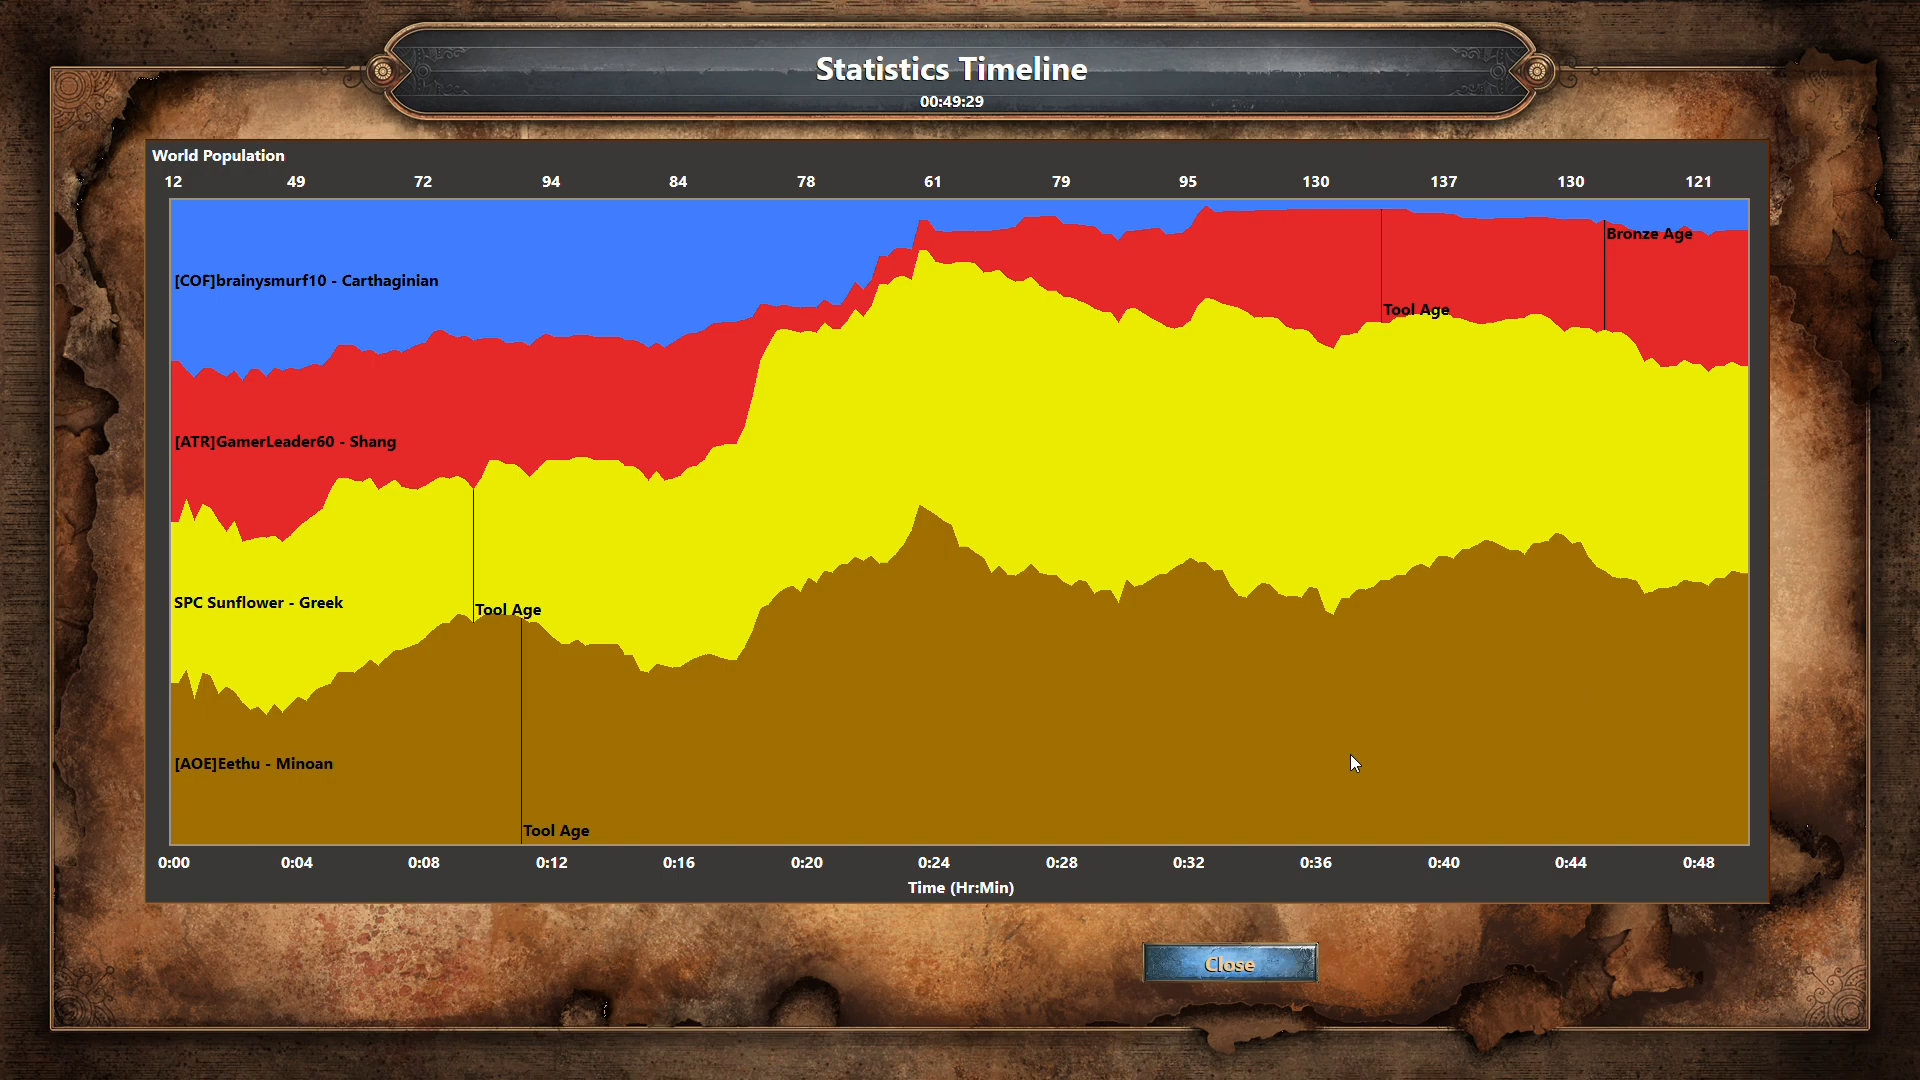 Statistics Timeline
00:49:29
World Population
12 49 72 94 84 78 61 79 95 130 137 130 121
Bronze Age
[COF]brainysmurf10 - Carthaginian
Tool Age
[ATR]GamerLeader60 - Shang
SPC Sunflower - Greek
Tool Age
[AOE]Eethu - Minoan
Tool Age
0:00 0:04 0:08 0:12 0:16 0:20 0:24 0:28 0:32 0:36 0:40 0:44 0:48
Time (Hr:Min)
Close